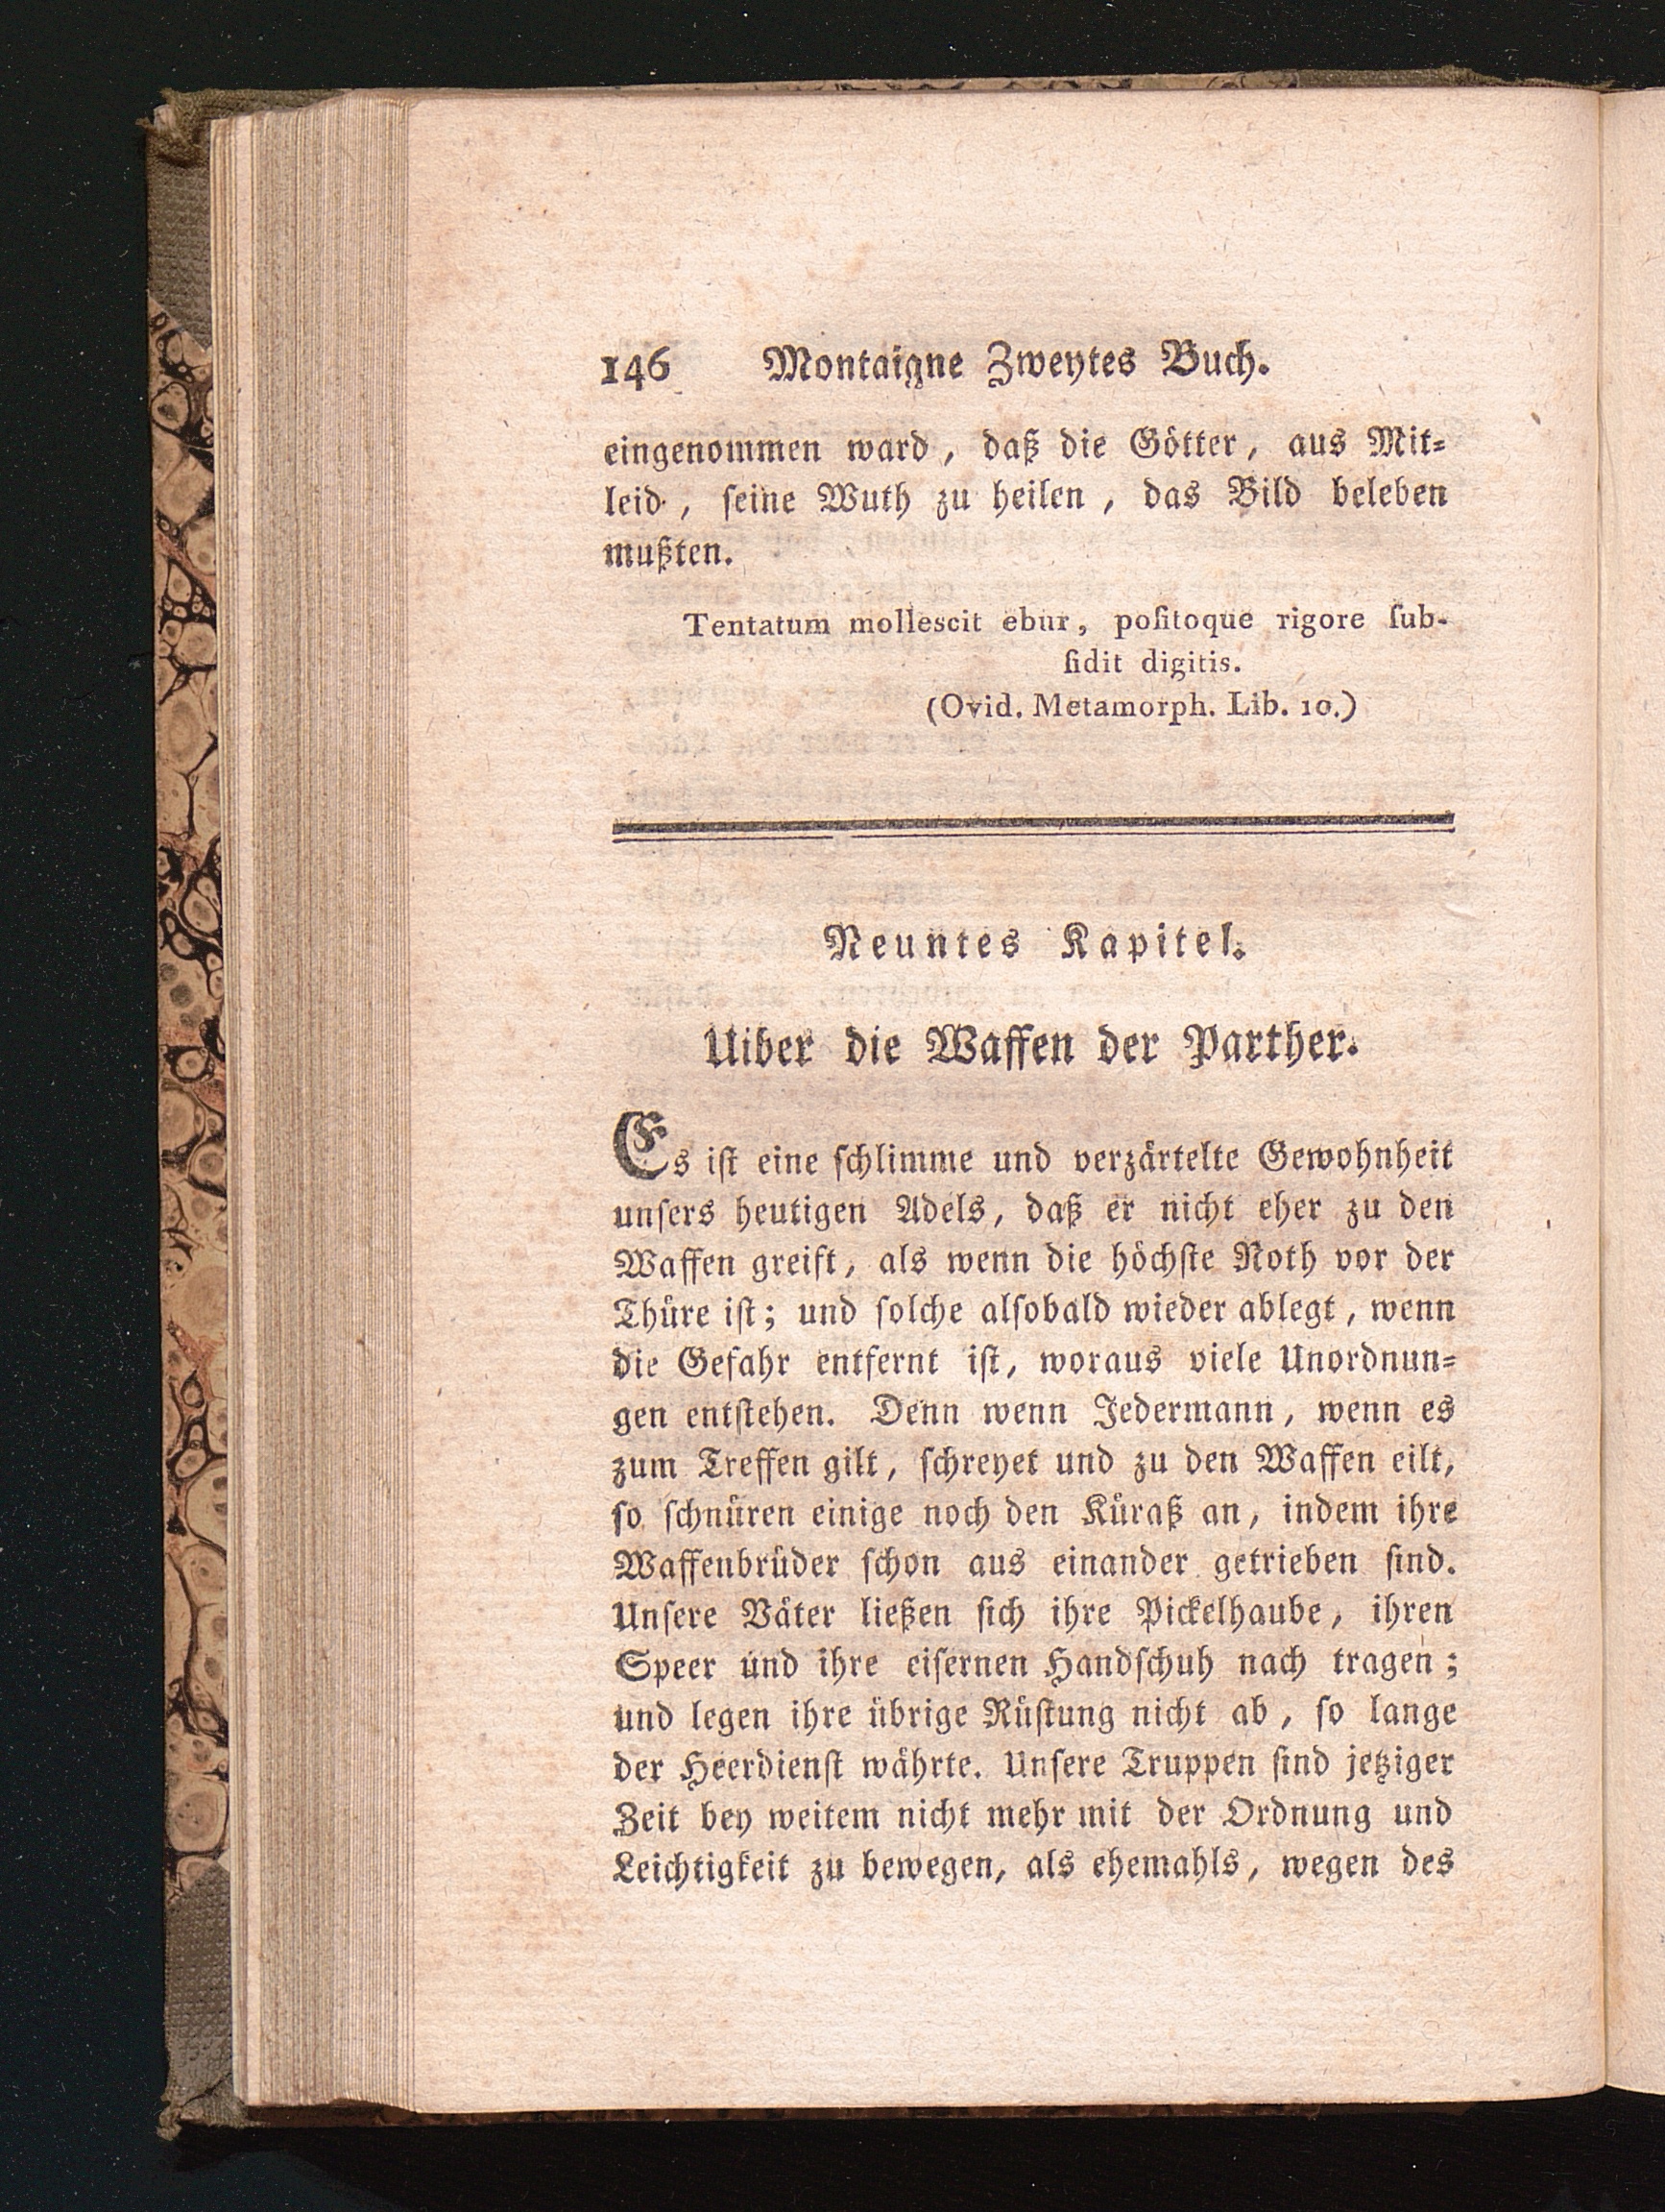 146 Montaigne Zweytes Buch.
eingenommen ward, daß die Götter, aus Mit-
leid, ſeine Wuth zu heilen, das Bild beleben
mußten.
Tentatum mollescit ebur, poſitoque rigore ſub-
ſidit digitis.
(Ovid. Metamorph. Lib. 10.)
Neuntes Kapitel.
Uiber die Waffen der Parther.
Es iſt eine ſchlimme und verzärtelte Gewohnheit
unſers heutigen Adels, daß er nicht eher zu den
Waffen greift, als wenn die höchſte Noth vor der
Thüre iſt; und ſolche alſobald wieder ablegt, wenn
die Gefahr entfernt iſt, woraus viele Unordnun-
gen entſtehen. Denn wenn Jedermann, wenn es
zum Treffen gilt, ſchreyet und zu den Waffen eilt,
ſo ſchnüren einige noch den Küraß an, indem ihre
Waffenbrüder ſchon aus einander getrieben ſind.
Unſere Väter ließen ſich ihre Pickelhaube, ihren
Speer und ihre eiſernen Handſchuh nach tragen;
und legen ihre übrige Rüſtung nicht ab, ſo lange
der Heerdienſt währte. Unſere Truppen ſind jetziger
Zeit bey weitem nicht mehr mit der Ordnung und
Leichtigkeit zu bewegen, als ehemahls, wegen des